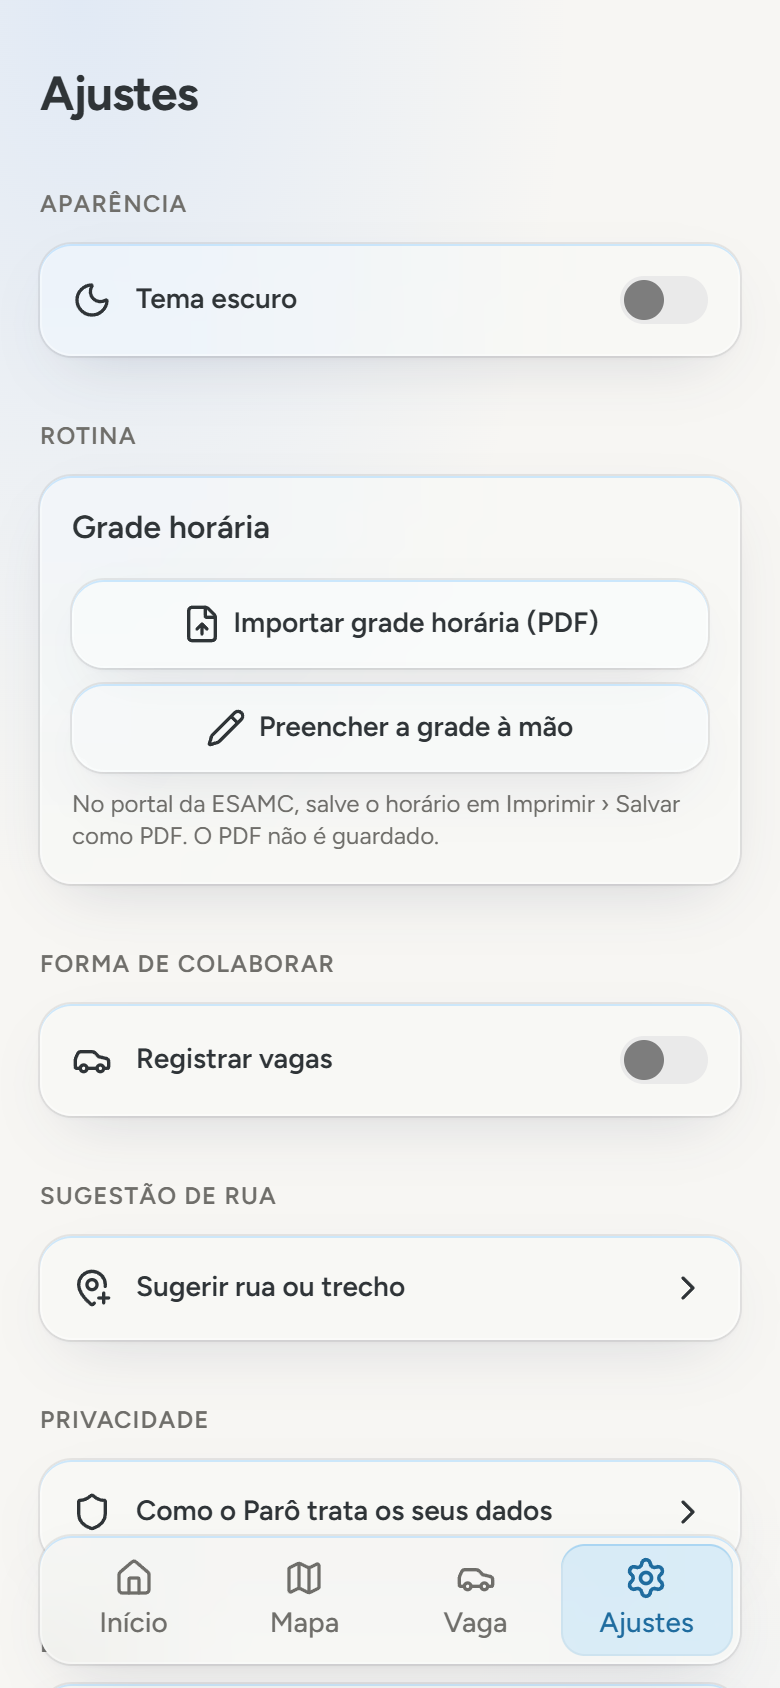 Ajustes
APARÊNCIA
Tema escuro
ROTINA
Grade horária
Importar grade horária (PDF)
Preencher a grade à mão
No portal da ESAMC, salve o horário em Imprimir › Salvar
como PDF. O PDF não é guardado.
FORMA DE COLABORAR
Registrar vagas
SUGESTÃO DE RUA
Sugerir rua ou trecho
PRIVACIDADE
Como o Parô trata os seus dados
Início
Mapa
Vaga
Ajustes